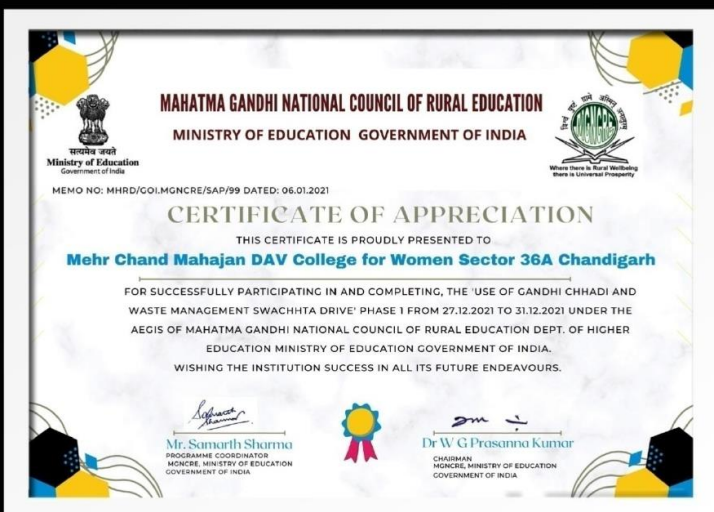 MAHATMA GANDHI NATIONAL COUNCIL OF RURAL EDUCATION
MINISTRY OF EDUCATION GOVERNMENT OF INDIA
सत्यमेव जयते
Ministry of Education
Government of India
MGNCRE
Where there is Rural Wellbeing
there is Universal Prosperity
MEMO NO: MHRD/GOI.MGNCRE/SAP/99 DATED: 06.01.2021
CERTIFICATE OF APPRECIATION
THIS CERTIFICATE IS PROUDLY PRESENTED TO
Mehr Chand Mahajan DAV College for Women Sector 36A Chandigarh
FOR SUCCESSFULLY PARTICIPATING IN AND COMPLETING, THE 'USE OF GANDHI CHHADI AND
WASTE MANAGEMENT SWACHHTA DRIVE' PHASE 1 FROM 27.12.2021 TO 31.12.2021 UNDER THE
AEGIS OF MAHATMA GANDHI NATIONAL COUNCIL OF RURAL EDUCATION DEPT. OF HIGHER
EDUCATION MINISTRY OF EDUCATION GOVERNMENT OF INDIA.
WISHING THE INSTITUTION SUCCESS IN ALL ITS FUTURE ENDEAVOURS.
Samarth
Sharma
Mr. Samarth Sharma
PROGRAMME COORDINATOR
MGNCRE, MINISTRY OF EDUCATION
GOVERNMENT OF INDIA
Dr W G Prasanna Kumar
CHAIRMAN
MGNCRE, MINISTRY OF EDUCATION
GOVERNMENT OF INDIA